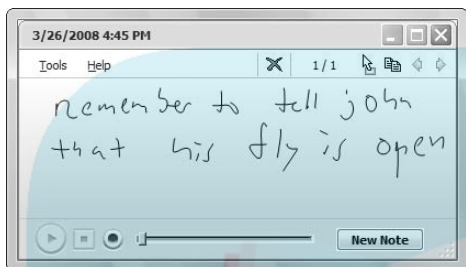 3/26/2008 4:45 PM
Tools Help 1/1
remember to tell john
that his fly is open
New Note